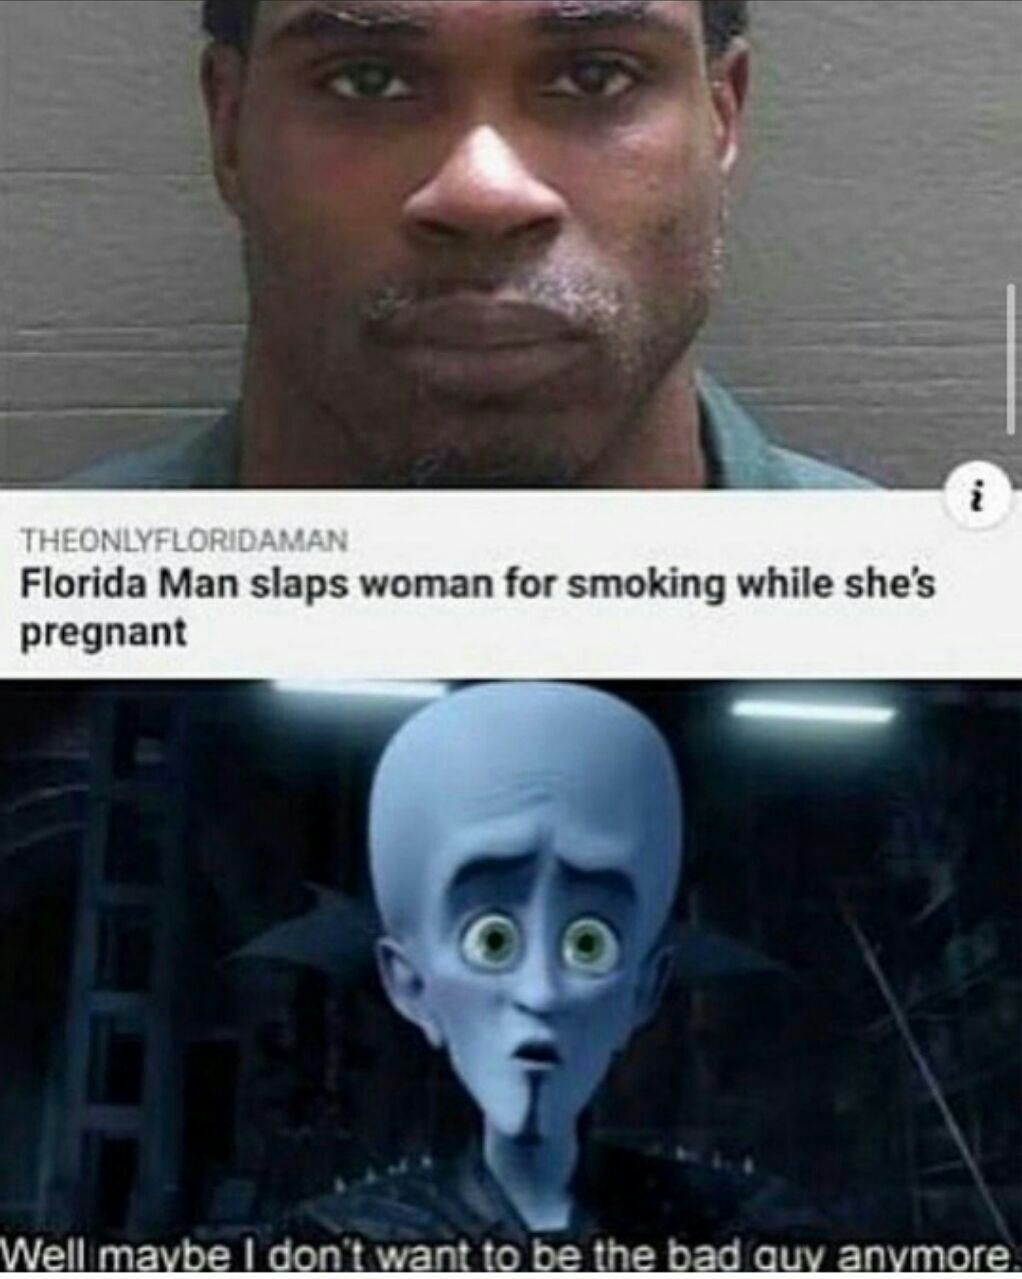 i
THEONLYFLORIDAMAN
Florida Man slaps woman for smoking while she's
pregnant
Well maybe I don't want to be the bad guy anymore.